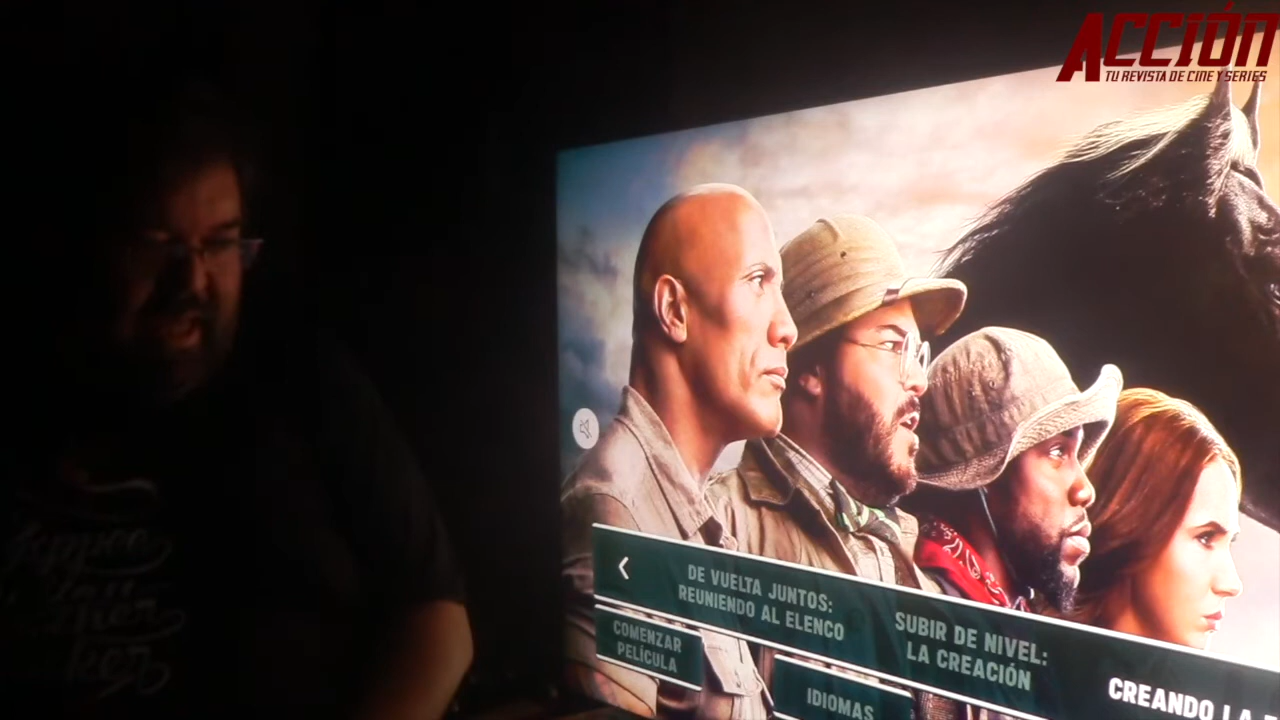 ACCIÓN
TU REVISTA DE CINE Y SERIES
DE VUELTA JUNTOS:
REUNIENDO AL ELENCO
SUBIR DE NIVEL:
LA CREACIÓN
CREANDO LA
COMENZAR
PELÍCULA
IDIOMAS